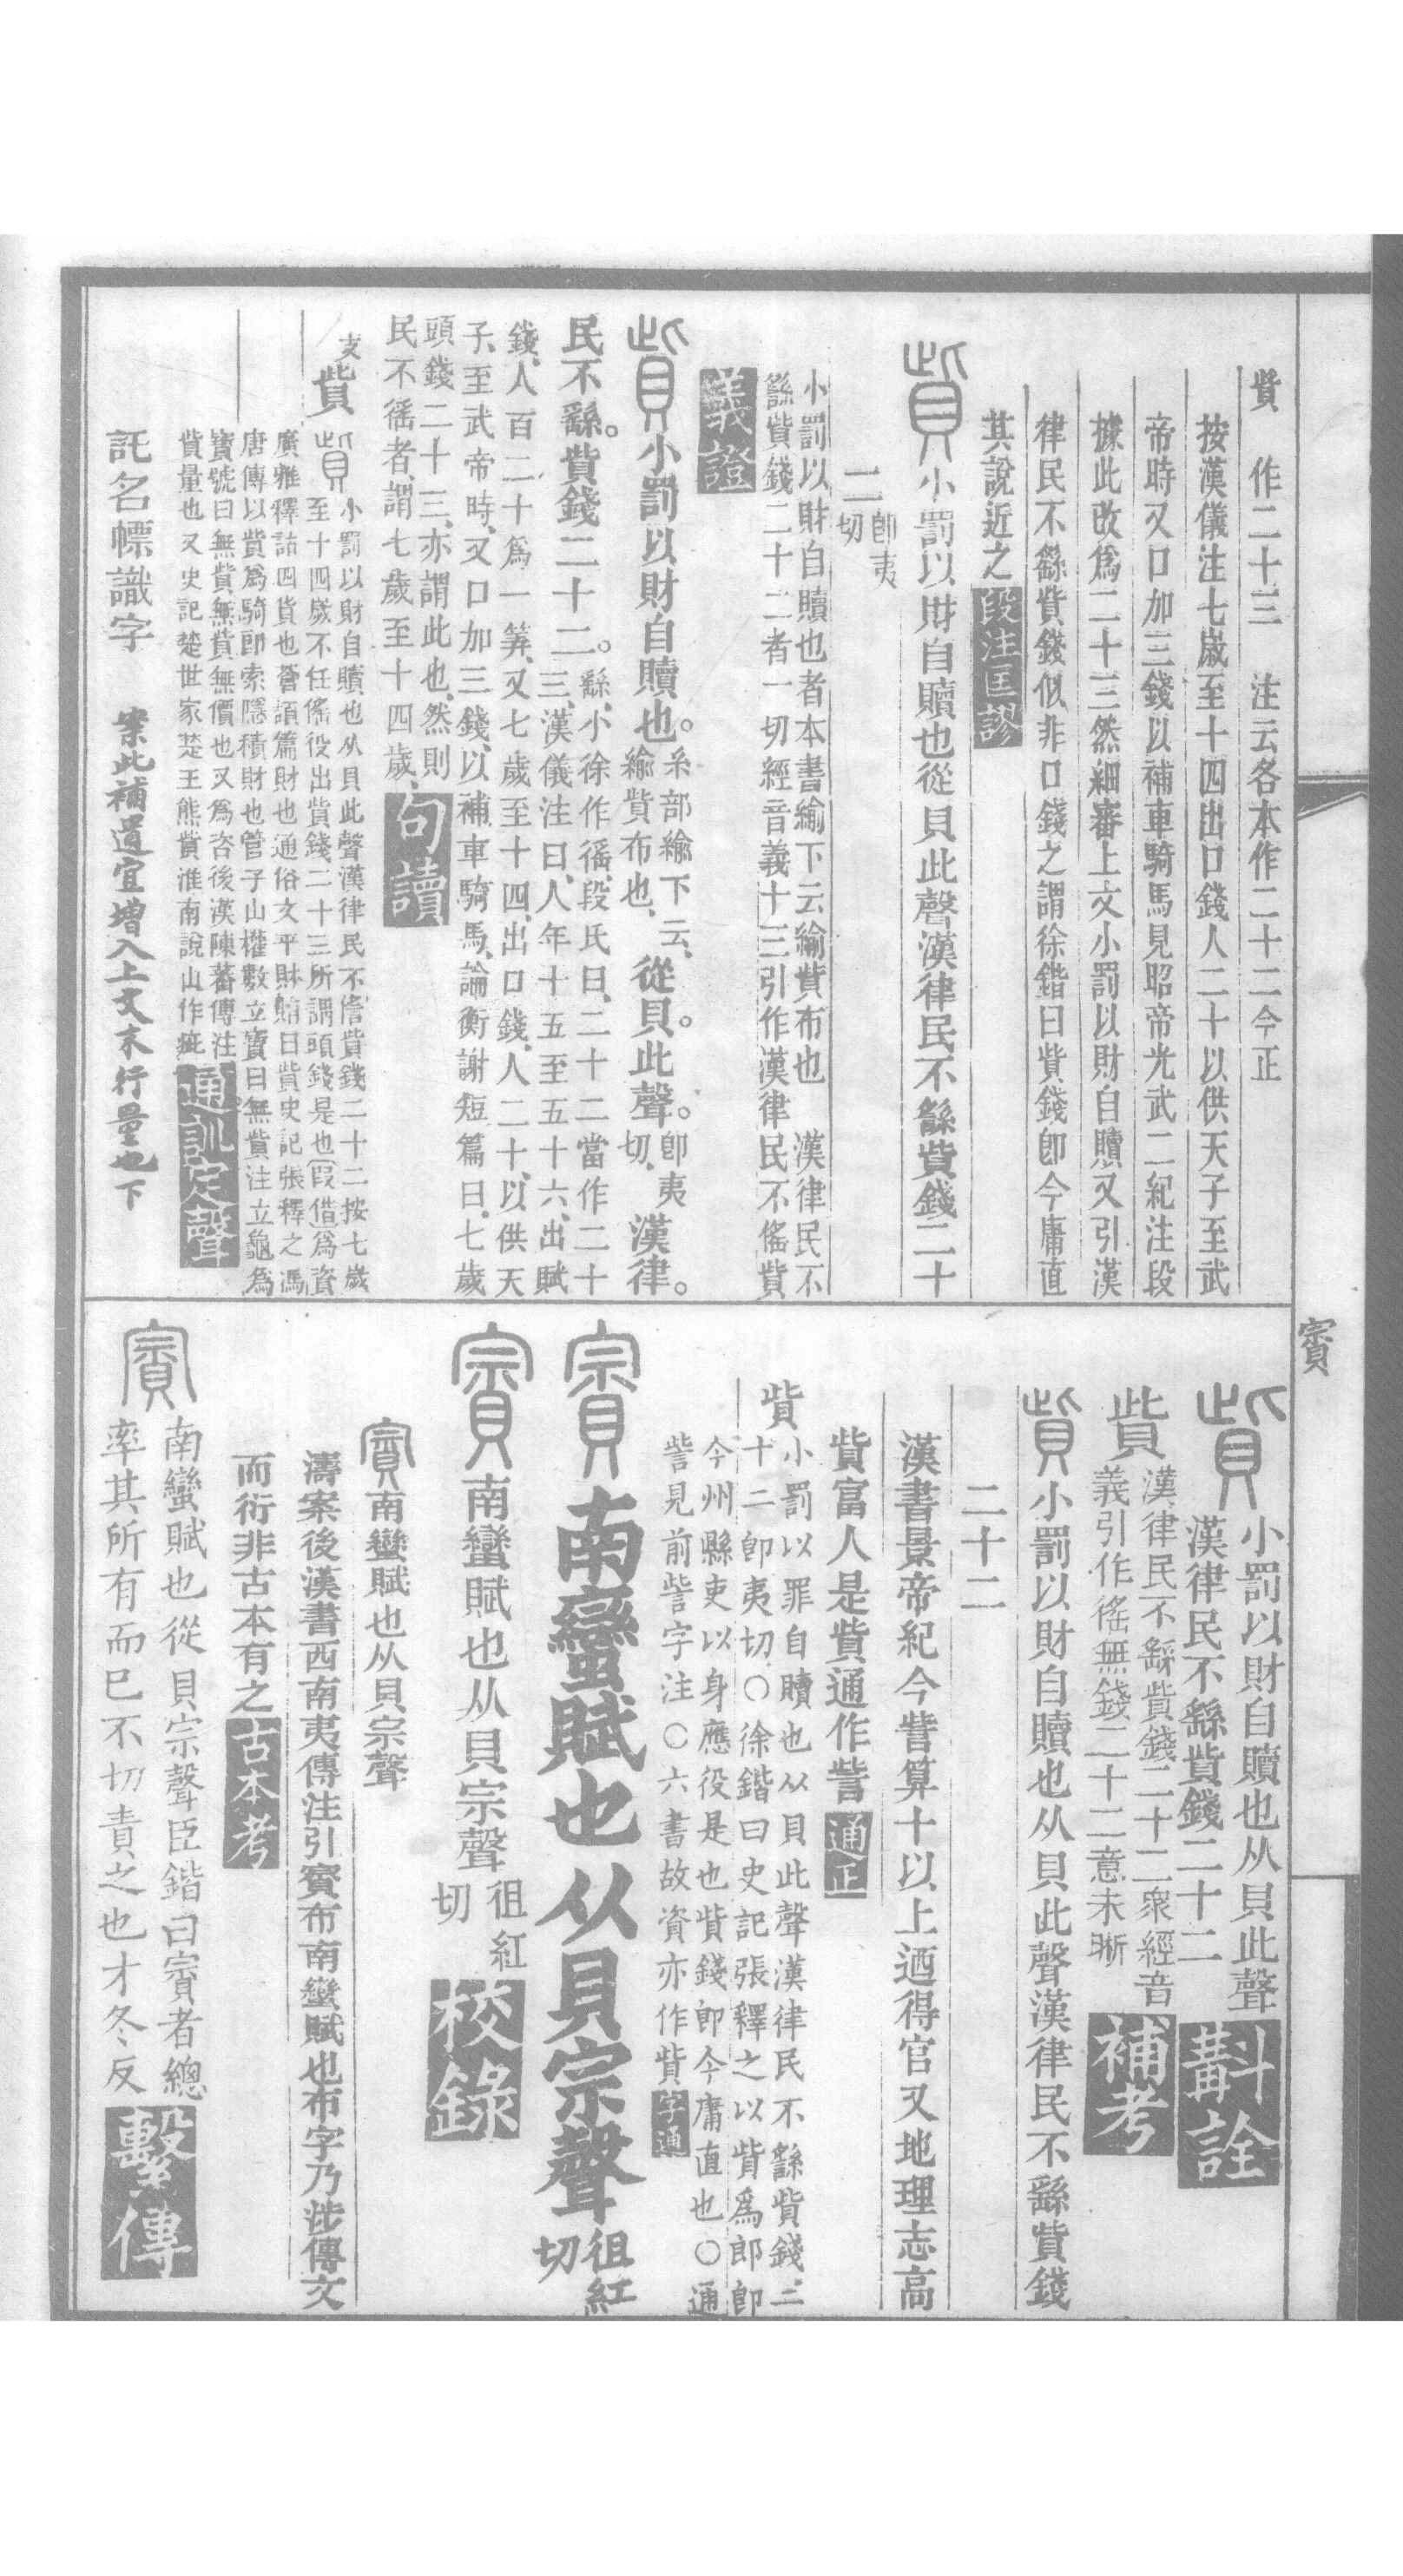 賨
貲　作二十三　注云各本作二十二今正
按漢儀注七歲至十四出口錢人二十以供天子至武
帝時又口加三錢以補車騎馬見昭帝光武二紀注段
據此改爲二十三然細審上文小罰以財自贖又引漢
律民不繇貲錢似非口錢之謂徐鍇曰貲錢卽今庸直
其說近之段注匡謬
貲小罰以財自贖也從貝此聲漢律民不繇貲錢二十
二卽夷切
小罰以財自贖也者本書緰下云緰貲布也　漢律民不
繇貲錢二十二者一切經音義十三引作漢律民不傜貲
義證
貲小罰以財自贖也。糸部緰下云、緰貲布也、從貝。此聲。卽夷切、漢律。
民不繇。貲錢二十二。繇、小徐作徭、段氏曰、二十二當作二十
三、漢儀注曰、人年十五至五十六、出賦
錢、人百二十爲一筭、又七歲至十四、出口錢、人二十、以供天
子、至武帝時、又口加三錢、以補車騎馬、論衡謝短篇曰、七歲
頭錢二十三、亦謂此也、然則
民不徭者、謂七歲至十四歲、句讀
支
貲貲小罰以財自贖也从貝此聲漢律民不傜貲錢二十二按七歲
至十四歲不任傜役出貲錢二十三所謂頭錢是也〔叚借〕爲資
廣雅釋詁四貨也蒼頡篇財也通俗文平財賄曰貲史記張釋之馮
唐傳以貲爲騎郎索隱積財也管子山權數立寶曰無貲注立龜爲
寶號曰無貲無貲無價也又爲咨後漢陳蕃傳注
貲量也又史記楚世家楚王熊貲淮南說山作疵通訓定聲
託名幖識字　案此補遺宜增入上文末行量也下
貲小罰以財自贖也从貝此聲
漢律民不繇貲錢二十二斠詮
貲漢律民不繇貲錢二十二衆經音
義引作徭無錢二十二意未晰補考
貲小罰以財自贖也从貝此聲漢律民不繇貲錢
二十二
漢書景帝紀今訾算十以上迺得官又地理志高
貲富人是貲通作訾通正
貲小罰以罪自贖也从貝此聲漢律民不繇貲錢二
十二卽夷切〇徐鍇曰史記張釋之以貲爲郎卽
今州縣吏以身應役是也貲錢卽今庸直也〇通
訾見前訾字注〇六書故資亦作貲字通
賨南蠻賦也从貝宗聲徂紅切
賨南蠻賦也从貝宗聲徂紅切校錄
賨南蠻賦也从貝宗聲
濤案後漢書西南夷傳注引賨布南蠻賦也布字乃涉傳文
而衍非古本有之古本考
賨南蠻賦也從貝宗聲臣鍇曰賨者總
率其所有而已不切責之也才冬反繫傳